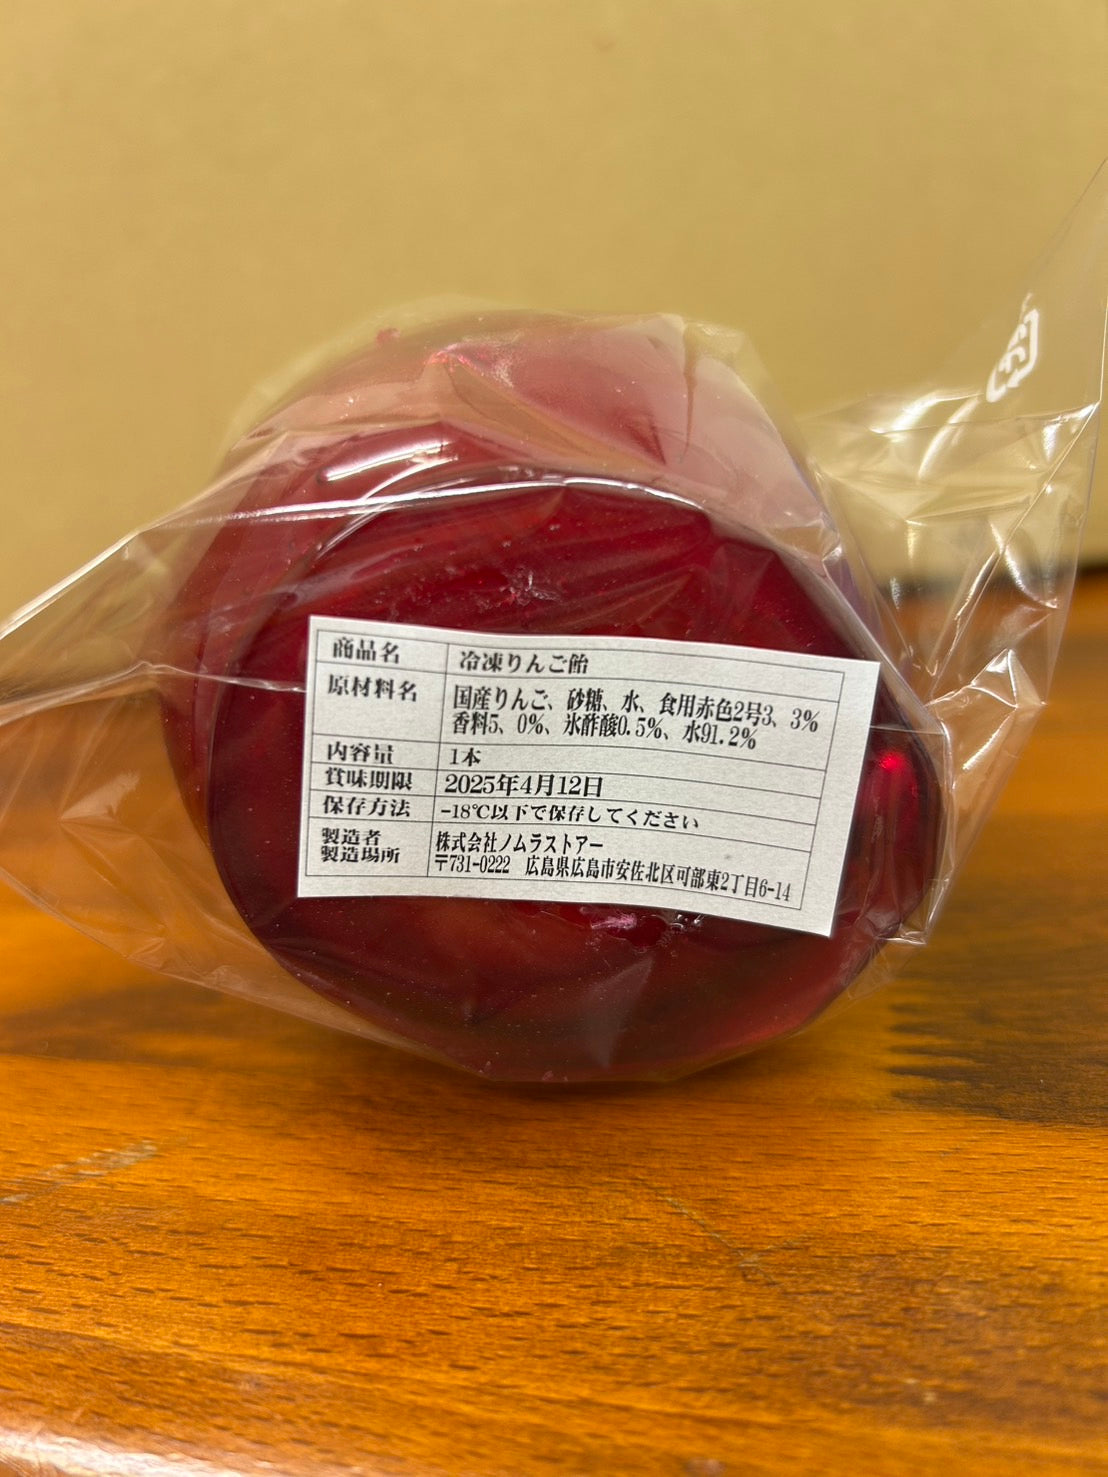 商品名 冷凍りんご飴
原材料名 国産りんご、砂糖、水、食用赤色2号3、3%
香料5、0%、氷酢酸0.5%、水91.2%
内容量 1本
賞味期限 2025年4月12日
保存方法 -18℃以下で保存してください
製造者 株式会社ノムラストアー
製造場所 〒731-0222 広島県広島市安佐北区可部東2丁目6-14